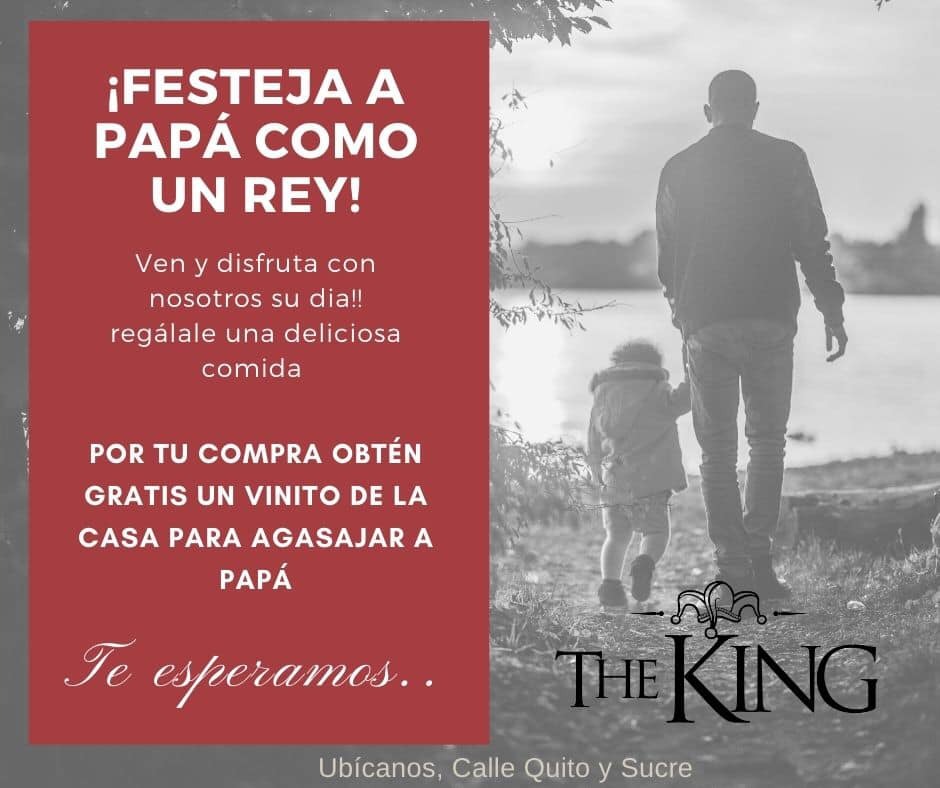 ¡FESTEJA A
PAPÁ COMO
UN REY!
Ven y disfruta con
nosotros su dia!!
regálale una deliciosa
comida
POR TU COMPRA OBTÉN
GRATIS UN VINITO DE LA
CASA PARA AGASAJAR A
PAPÁ
Te esperamos..
THE KING
Ubícanos, Calle Quito y Sucre